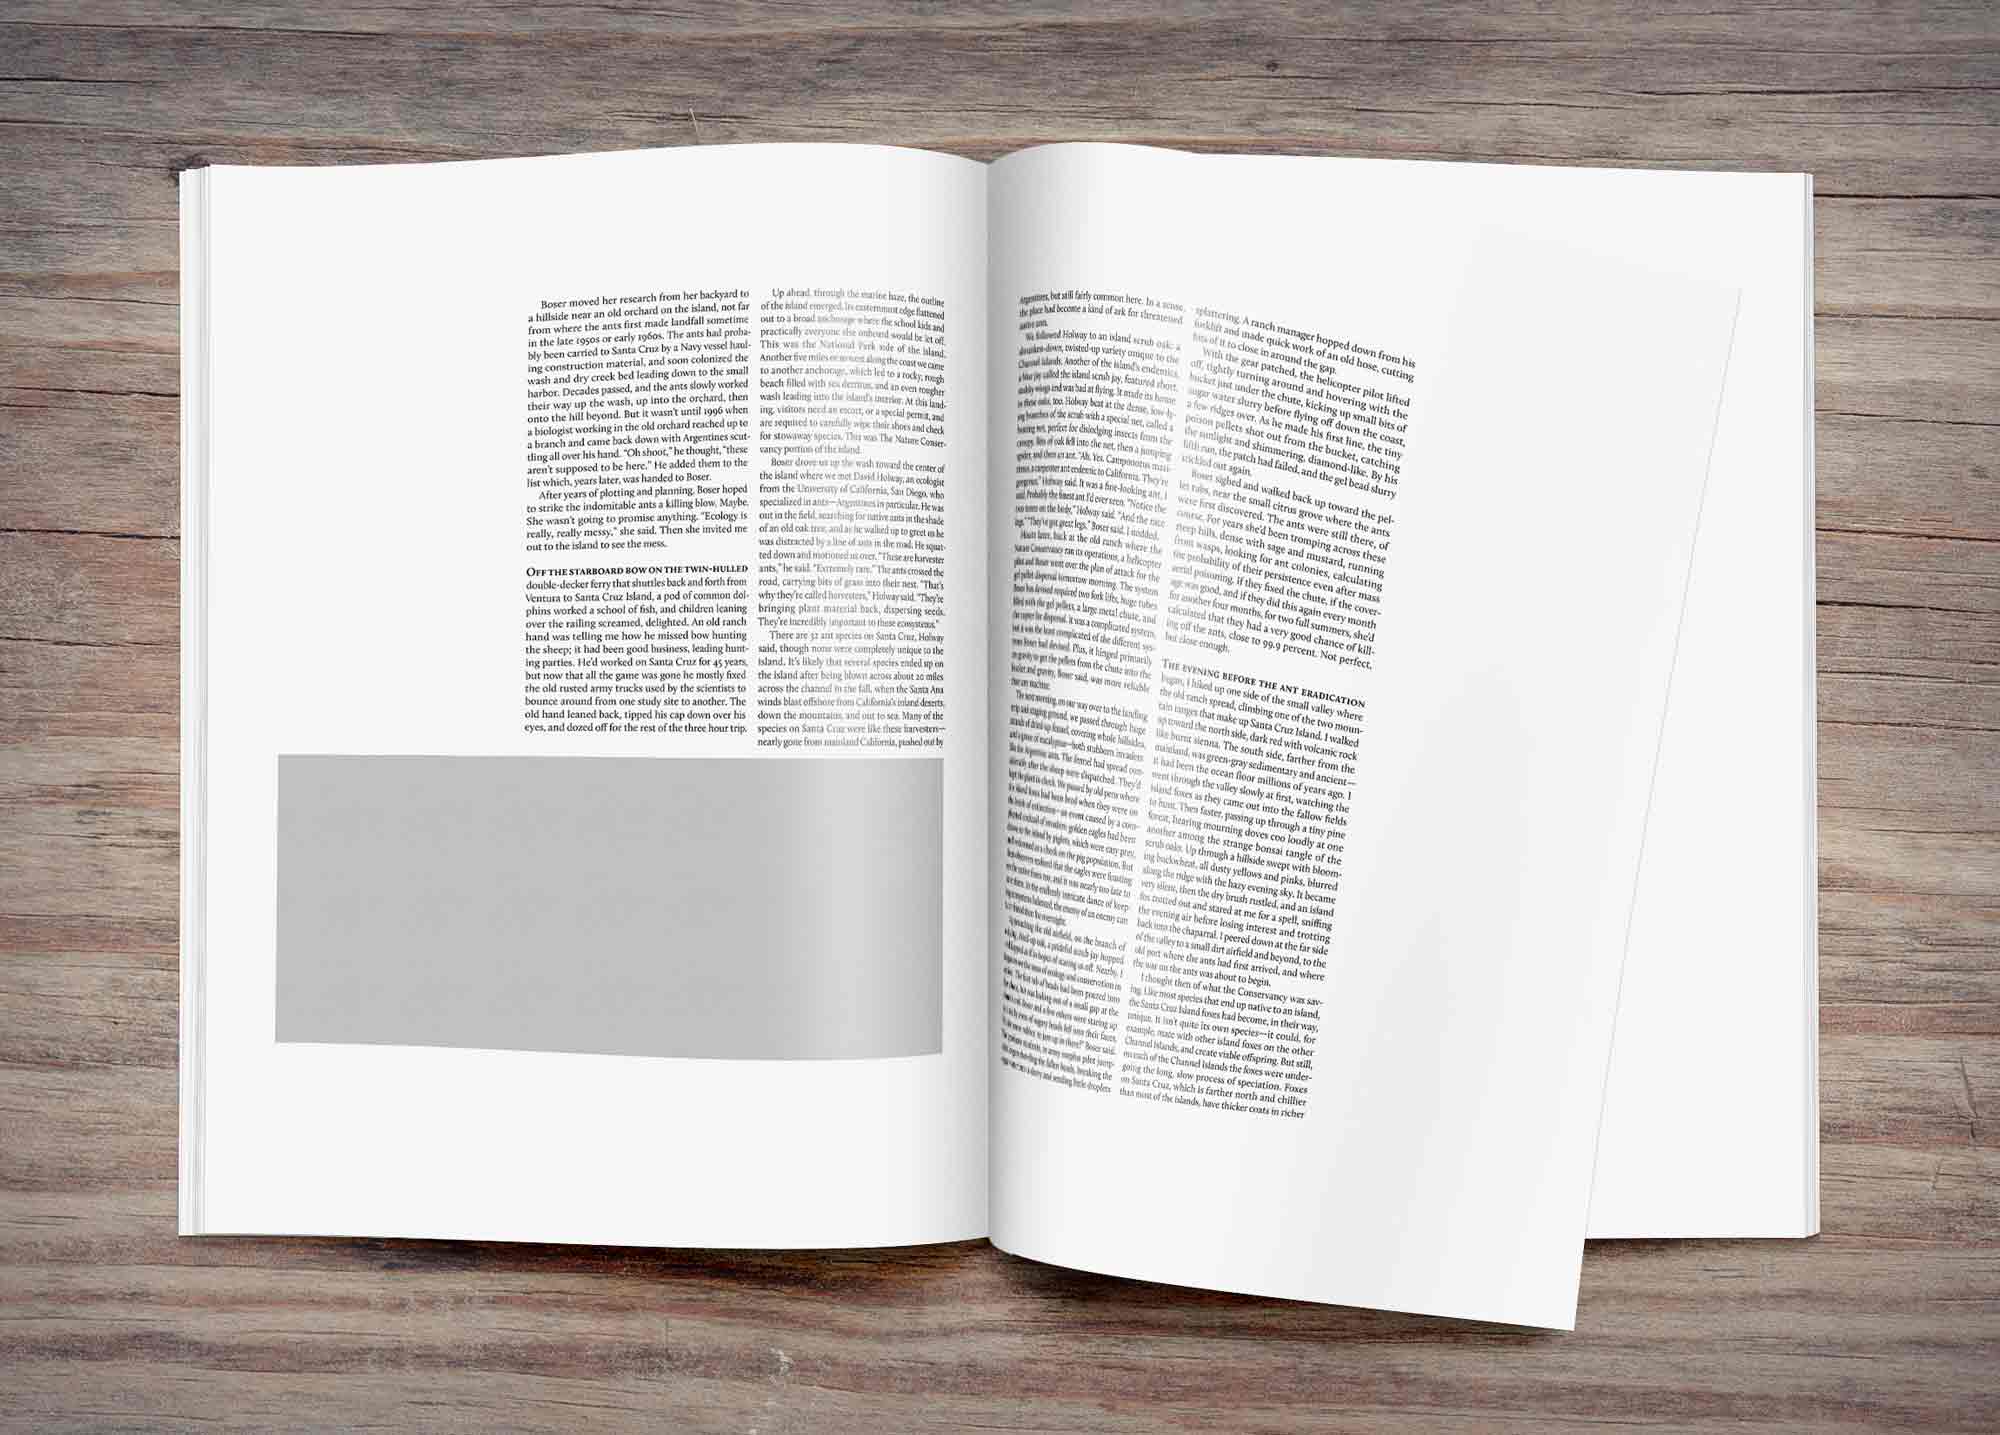 Boser moved her research from her backyard to
a hillside near an old orchard on the island, not far
from where the ants first made landfall sometime
in the late 1950s or early 1960s. The ants had proba-
bly been carried to Santa Cruz by a Navy vessel haul-
ing construction material, and soon colonized the
wash and dry creek bed leading down to the small
harbor. Decades passed, and the ants slowly worked
their way up the wash, up into the orchard, then
onto the hill beyond. But it wasn't until 1996 when
a biologist working in the old orchard reached up to
a branch and came back down with Argentines scut-
tling all over his hand. “Oh shoot,” he thought, “these
aren't supposed to be here.” He added them to the
list which, years later, was handed to Boser.
After years of plotting and planning, Boser hoped
to strike the indomitable ants a killing blow. Maybe.
She wasn't going to promise anything. “Ecology is
really, really messy,” she said. Then she invited me
out to the island to see the mess.
OFF THE STARBOARD BOW ON THE TWIN-HULLED
double-decker ferry that shuttles back and forth from
Ventura to Santa Cruz Island, a pod of common dol-
phins worked a school of fish, and children leaning
over the railing screamed, delighted. An old ranch
hand was telling me how he missed bow hunting
the sheep; it had been good business, leading hunt-
ing parties. He'd worked on Santa Cruz for 45 years,
but now that all the game was gone he mostly fixed
the old rusted army trucks used by the scientists to
bounce around from one study site to another. The
old hand leaned back, tipped his cap down over his
eyes, and dozed off for the rest of the three hour trip.
Up ahead, through the marine haze, the outline
of the island emerged. Its easternmost edge flattened
out to a broad anchorage where the school kids and
practically everyone else onboard would be let off.
This was the National Park side of the island.
Another five miles or so west along the coast we came
to another anchorage, which led to a rocky, rough
beach filled with sea detritus, and an even rougher
wash leading into the island's interior. At this land-
ing, visitors need an escort, or a special permit, and
are required to carefully wipe their shoes and check
for stowaway species. This was The Nature Conser-
vancy portion of the island.
Boser drove us up the wash toward the center of
the island where we met David Holway, an ecologist
from the University of California, San Diego, who
specialized in ants—Argentines in particular. He was
out in the field, searching for native ants in the shade
of an old oak tree, and as he walked up to greet us he
was distracted by a line of ants in the road. He squat-
ted down and motioned us over. “These are harvester
ants,” he said. “Extremely rare.” The ants crossed the
road, carrying bits of grass into their nest. “That's
why they're called harvesters,” Holway said. “They're
bringing plant material back, dispersing seeds.
They're incredibly important to these ecosystems.”
There are 32 ant species on Santa Cruz, Holway
said, though none were completely unique to the
island. It's likely that several species ended up on
the island after being blown across about 20 miles
across the channel in the fall, when the Santa Ana
winds blast offshore from California's inland deserts,
down the mountains, and out to sea. Many of the
species on Santa Cruz were like these harvesters—
nearly gone from mainland California, pushed out by
Argentines, but still fairly common here. In a sense,
the place had become a kind of ark for threatened
native ants.
We followed Holway to an island scrub oak: a
shrunken-down, twisted-up variety unique to the
Channel Islands. Another of the island's endemics,
a blue jay called the island scrub jay, featured short,
stubby wings and was bad at flying. It made its home
in these oaks, too. Holway beat at the dense, low-ly-
ing branches of the scrub with a special net, called a
beating net, perfect for dislodging insects from the
canopy. Bits of oak fell into the net, then a jumping
spider, and then an ant. “Ah. Yes. Camponotus
a carpenter ant endemic to California. They're
gorgeous,” Holway said. It was a fine-looking ant, I
said. Probably the finest ant I'd ever seen. “Notice the
two tones on the body,” Holway said. “And the nice
legs.” “They've got great legs,” Boser said. I nodded.
Hours later, back at the old ranch where the
Nature Conservancy ran its operations, a helicopter
pilot and Boser went over the plan of attack for the
gel pellet dispersal tomorrow morning. The system
Boser had devised required two fork lifts, huge tubes
filled with the gel pellets, a large metal chute, and
the raptor for dispersal. It was a complicated system,
but it was the least complicated of the different sys-
tems Boser had devised. Plus, it hinged primarily
on gravity to get the pellets from the chute into the
bucket and gravity, Boser said, was more reliable
than any machine.
The next morning, on our way over to the landing
strip and staging ground, we passed through huge
stands of dried-up fennel, covering whole hillsides,
and a grove of eucalyptus—both stubborn invaders
like the Argentine ants. The fennel had spread
after the sheep were dispatched. They'd
kept the plant in check. We passed by old pens where
the island foxes had been bred when they were on
the brink of extinction—an event caused by a com-
cocktail of invaders: golden eagles had been
drawn to the island by piglets, which were easy prey,
and a check on the pig population. But
observers realized that the eagles were feasting
on the native foxes too, and it was nearly too late to
save them. In the endlessly intricate dance of keep-
ing ecosystems balanced, the enemy of an enemy can
the old airfield, on the branch of
oak, a prideful scrub jay hopped
as if in hopes of scaring us off. Nearby, I
ecology and conservation in
The first tub of beads had been poured into
the chute, but was leaking out of a small gap at the
Boser and a few others were staring up
of sugary beads fell into their faces.
in there?” Boser said.
in army surplus pilot jump-
the fallen beads, breaking the
a slurry and sending little droplets
splattering. A ranch manager hopped down from his
forklift and made quick work of an old hose, cutting
bits of it to close in around the gap.
With the gear patched, the helicopter pilot lifted
off, tightly turning around and hovering with the
bucket just under the chute, kicking up small bits of
sugar water slurry before flying off down the coast,
a few ridges over. As he made his first line, the tiny
poison pellets shot out from the bucket, catching
the sunlight and shimmering, diamond-like. By his
fifth run, the patch had failed, and the gel bead slurry
trickled out again.
Boser sighed and walked back up toward the pel-
let tubs, near the small citrus grove where the ants
were first discovered. The ants were still there, of
course. For years she'd been tromping across these
steep hills, dense with sage and mustard, running
from wasps, looking for ant colonies, calculating
the probability of their persistence even after mass
aerial poisoning. If they fixed the chute, if the cover-
age was good, and if they did this again every month
for another four months, for two full summers, she'd
calculated that they had a very good chance of kill-
ing off the ants, close to 99.9 percent. Not perfect,
but close enough.
THE EVENING BEFORE THE ANT ERADICATION
began, I hiked up one side of the small valley where
the old ranch spread, climbing one of the two moun-
tain ranges that make up Santa Cruz Island. I walked
up toward the north side, dark red with volcanic rock
like burnt sienna. The south side, farther from the
mainland, was green-gray sedimentary and ancient—
it had been the ocean floor millions of years ago. I
went through the valley slowly at first, watching the
island foxes as they came out into the fallow fields
to hunt. Then faster, passing up through a tiny pine
forest, hearing mourning doves coo loudly at one
another among the strange bonsai tangle of the
scrub oaks. Up through a hillside swept with bloom-
ing buckwheat, all dusty yellows and pinks, blurred
along the ridge with the hazy evening sky. It became
very silent, then the dry brush rustled, and an island
fox trotted out and stared at me for a spell, sniffing
the evening air before losing interest and trotting
back into the chaparral. I peered down at the far side
of the valley to a small dirt airfield and beyond, to the
old port where the ants had first arrived, and where
the war on the ants was about to begin.
I thought then of what the Conservancy was sav-
ing. Like most species that end up native to an island,
the Santa Cruz Island foxes had become, in their way,
unique. It isn't quite its own species—it could, for
example, mate with other island foxes on the other
Channel Islands, and create viable offspring. But still,
on each of the Channel Islands the foxes were under-
going the long, slow process of speciation. Foxes
on Santa Cruz, which is farther north and chillier
than most of the islands, have thicker coats in richer